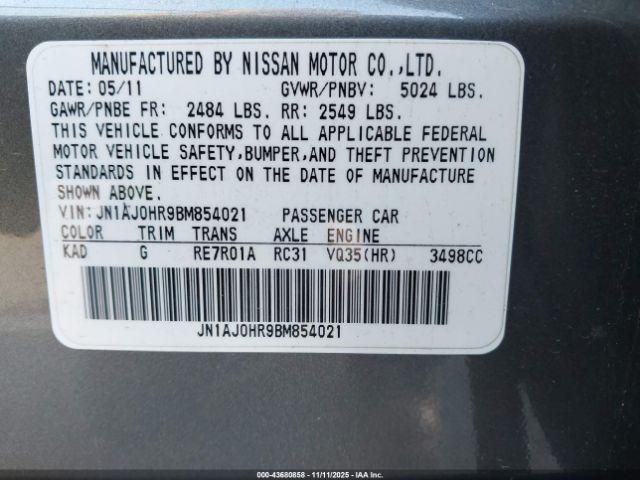 MANUFACTURED BY NISSAN MOTOR CO.,LTD.
DATE: 05/11 GVWR/PNBV: 5024 LBS.
GAWR/PNBE FR: 2484 LBS. RR: 2549 LBS.
THIS VEHICLE CONFORMS TO ALL APPLICABLE FEDERAL
MOTOR VEHICLE SAFETY,BUMPER,AND THEFT PREVENTION
STANDARDS IN EFFECT ON THE DATE OF MANUFACTURE
SHOWN ABOVE.
VIN: JN1AJ0HR9BM854021 PASSENGER CAR
COLOR TRIM TRANS AXLE ENGINE
KAD G RE7R01A RC31 VQ35(HR) 3498CC
JN1AJ0HR9BM854021
000-43680858 - 11/11/2025 - IAA, Inc.